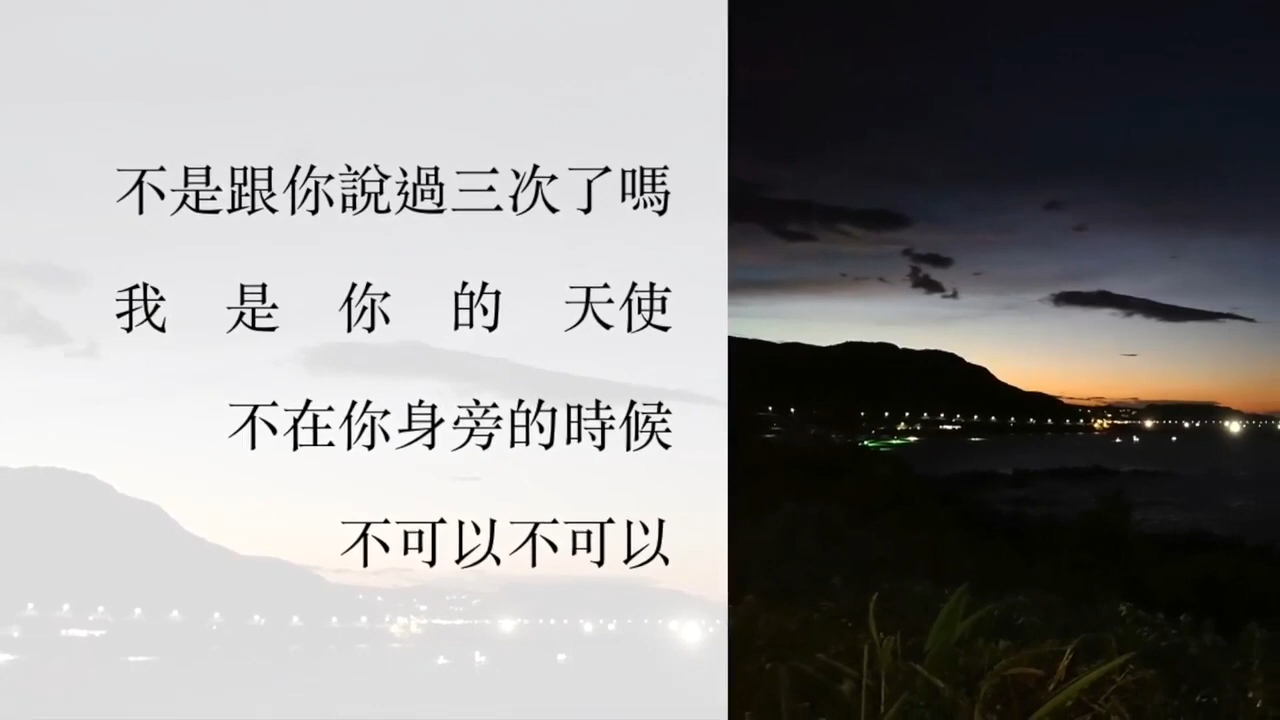 不是跟你說過三次了嗎
我 是 你 的 天使
不在你身旁的時候
不可以不可以